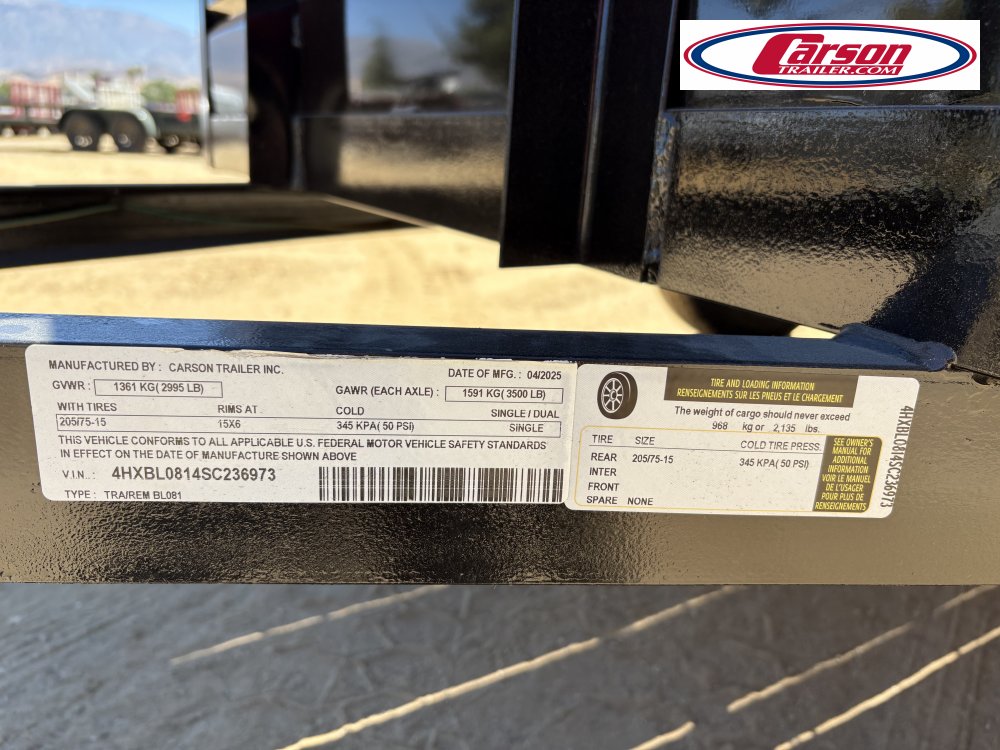 Carson
TRAILER.COM
MANUFACTURED BY : CARSON TRAILER INC. DATE OF MFG. : 04/2025
GVWR : 1361 KG( 2995 LB) GAWR (EACH AXLE) : 1591 KG( 3500 LB)
WITH TIRES RIMS AT COLD SINGLE / DUAL
205/75-15 15X6 345 KPA( 50 PSI) SINGLE
THIS VEHICLE CONFORMS TO ALL APPLICABLE U.S. FEDERAL MOTOR VEHICLE SAFETY STANDARDS
IN EFFECT ON THE DATE OF MANUFACTURE SHOWN ABOVE
V.I.N. : 4HXBL0814SC236973
TYPE : TRA/REM BL081
TIRE AND LOADING INFORMATION
RENSEIGNEMENTS SUR LES PNEUS ET LE CHARGEMENT
The weight of cargo should never exceed
968 kg or 2,135 lbs.
TIRE SIZE COLD TIRE PRESS.
REAR 205/75-15 345 KPA( 50 PSI)
INTER
FRONT
SPARE NONE
SEE OWNER'S
MANUAL FOR
ADDITIONAL
INFORMATION
VOIR LE MANUEL
DE L'USAGER
POUR PLUS DE
RENSEIGNEMENTS
4HXBL0814SC236973